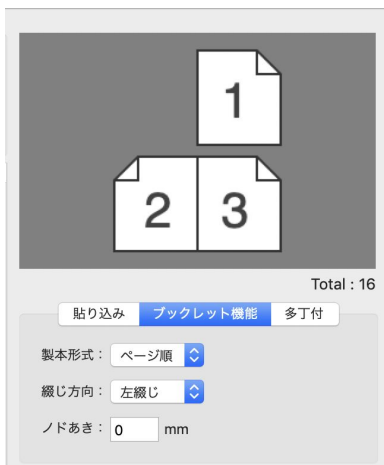 1
2 3
Total : 16
貼り込み ブックレット機能 多丁付
製本形式： ページ順
綴じ方向： 左綴じ
ノドあき： 0 mm